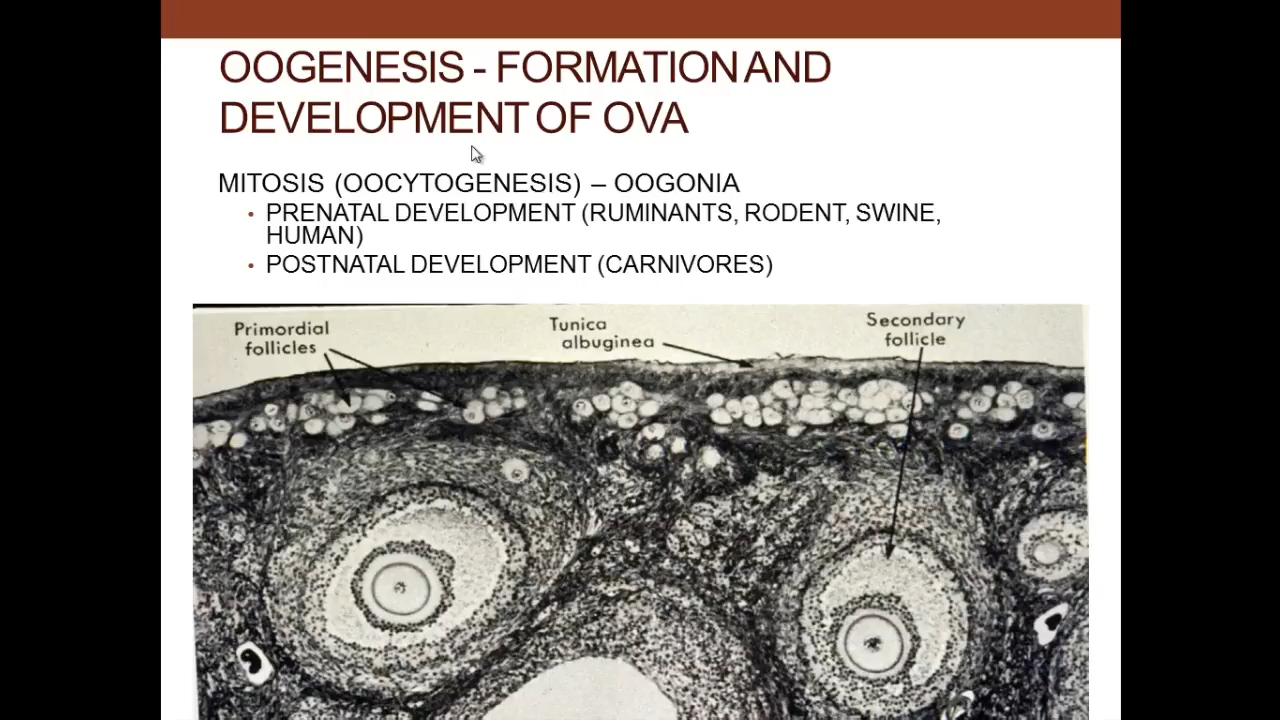 OOGENESIS - FORMATION AND
DEVELOPMENT OF OVA
MITOSIS (OOCYTOGENESIS) – OOGONIA
• PRENATAL DEVELOPMENT (RUMINANTS, RODENT, SWINE,
HUMAN)
• POSTNATAL DEVELOPMENT (CARNIVORES)
Primordial
follicles
Tunica
albuginea
Secondary
follicle